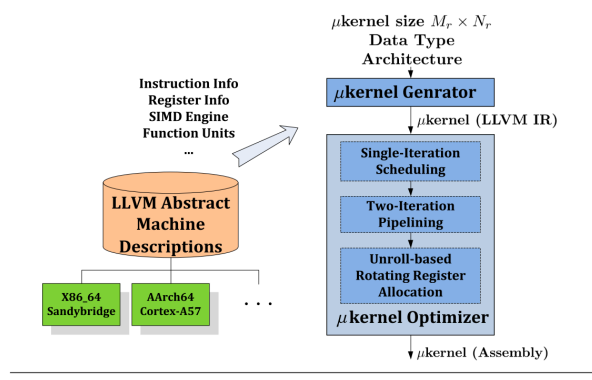 μkernel size Mr × Nr
Data Type
Architecture
Instruction Info
Register Info
SIMD Engine
Function Units
...
μkernel Genrator
μkernel (LLVM IR)
Single-Iteration
Scheduling
Two-Iteration
Pipelining
Unroll-based
Rotating Register
Allocation
μkernel Optimizer
μkernel (Assembly)
LLVM Abstract
Machine
Descriptions
X86_64
Sandybridge
AArch64
Cortex-A57
. . .